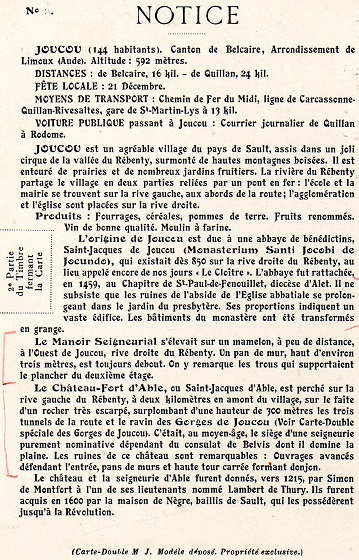 No
NOTICE
JOUCOU (144 habitants). Canton de Belcaire, Arrondissement de
Limoux (Aude). Altitude : 592 mètres.
DISTANCES : de Belcaire, 16 kil. - de Quillan, 24 kil.
FÊTE LOCALE : 21 Décembre.
MOYENS DE TRANSPORT : Chemin de Fer du Midi, ligne de Carcassonne-
Quillan-Rivesaltes, gare de St-Martin-Lys à 13 kil.
VOITURE PUBLIQUE passant à Joucou : Courrier journalier de Quillan
à Rodome.
JOUCOU est un agréable village du pays de Sault, assis dans un joli
cirque de la vallée du Rébenty, surmonté de hautes montagnes boisées. Il est
entouré de prairies et de nombreux jardins fruitiers. La rivière du Rébenty
partage le village en deux parties reliées par un pont en fer : l'école et la
mairie se trouvent sur la rive gauche, aux abords de la route; l'agglomération
et l'église sont placées sur la rive droite.
Produits : Fourrages, céréales, pommes de terre. Fruits renommés.
Vin de bonne qualité. Moulin à farine.
L'origine de Joucou est due à une abbaye de bénédictins,
Saint-Jacques de Joucou (Monasterium Santi Jocobi de
Jocundo), qui existait dès 850 sur la rive droite du Rébenty, au
lieu appelé encore de nos jours « Le Cloître ». L'abbaye fut rattachée,
en 1459, au Chapitre de St-Paul-de-Fenouillet, diocèse d'Alet. Il ne
subsiste que les ruines de l'abside de l'Eglise abbatiale se prolon-
geant dans le jardin du presbytère. Ses proportions indiquent un
vaste édifice. Les bâtiments du monastère ont été transformés
en grange.
2e Partie
du Timbre
fermant
la Carte
Le Manoir Seigneurial s'élevait sur un mamelon, à peu de distance,
à l'Ouest de Joucou, rive droite du Rébenty. Un pan de mur, haut d'environ
trois mètres, est toujours debout. On y remarque les trous qui supportaient
le plancher du deuxième étage.
Le Château-Fort d'Able, ou Saint-Jacques d'Able, est perché sur la
rive gauche du Rébenty, à deux kilomètres en amont du village, sur le faîte
d'un rocher très escarpé, surplombant d'une hauteur de 300 mètres les trois
tunnels de la route et le ravin des Gorges de Joucou (Voir Carte-Double
spéciale des Gorges de Joucou). C'était, au moyen-âge, le siège d'une seigneurie
purement nominative dépendant du consulat de Belvis dont il domine la
plaine. Les ruines de ce château sont remarquables : Ouvrages avancés
défendant l'entrée, pans de murs et haute tour carrée formant donjon.
Le château et la seigneurie d'Able furent donnés, vers 1215, par Simon
de Montfort à l'un de ses lieutenants nommé Lambert de Thury. Ils furent
acquis en 1600 par la maison de Nègre, baillis de Sault, qui les possédèrent
jusqu'à la Révolution.
(Carte-Double M J. Modèle déposé. Propriété exclusive.)